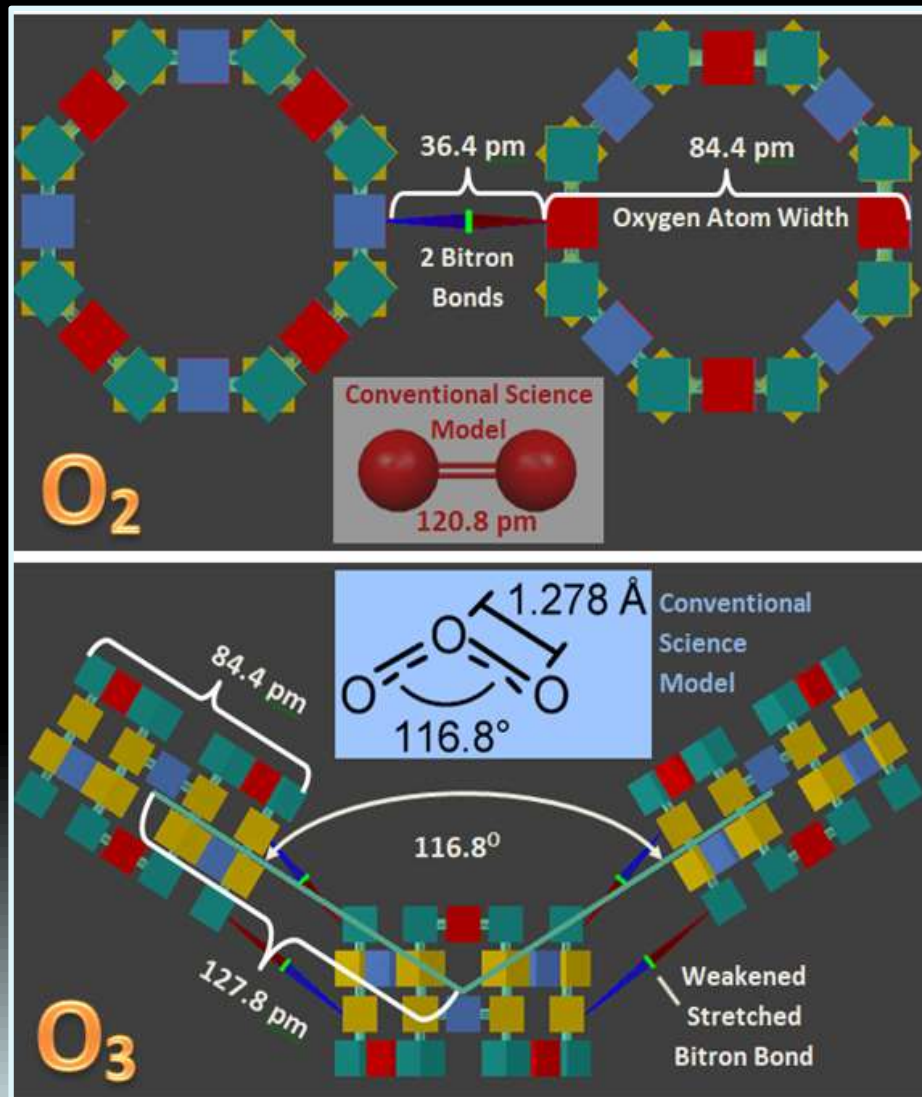 36.4 pm
84.4 pm
Oxygen Atom Width
2 Bitron
Bonds
Conventional Science
Model
120.8 pm
O₂
1.278 Å
Conventional
Science
Model
O
O
O
116.8°
84.4 pm
116.8⁰
127.8 pm
Weakened
Stretched
Bitron Bond
O₃